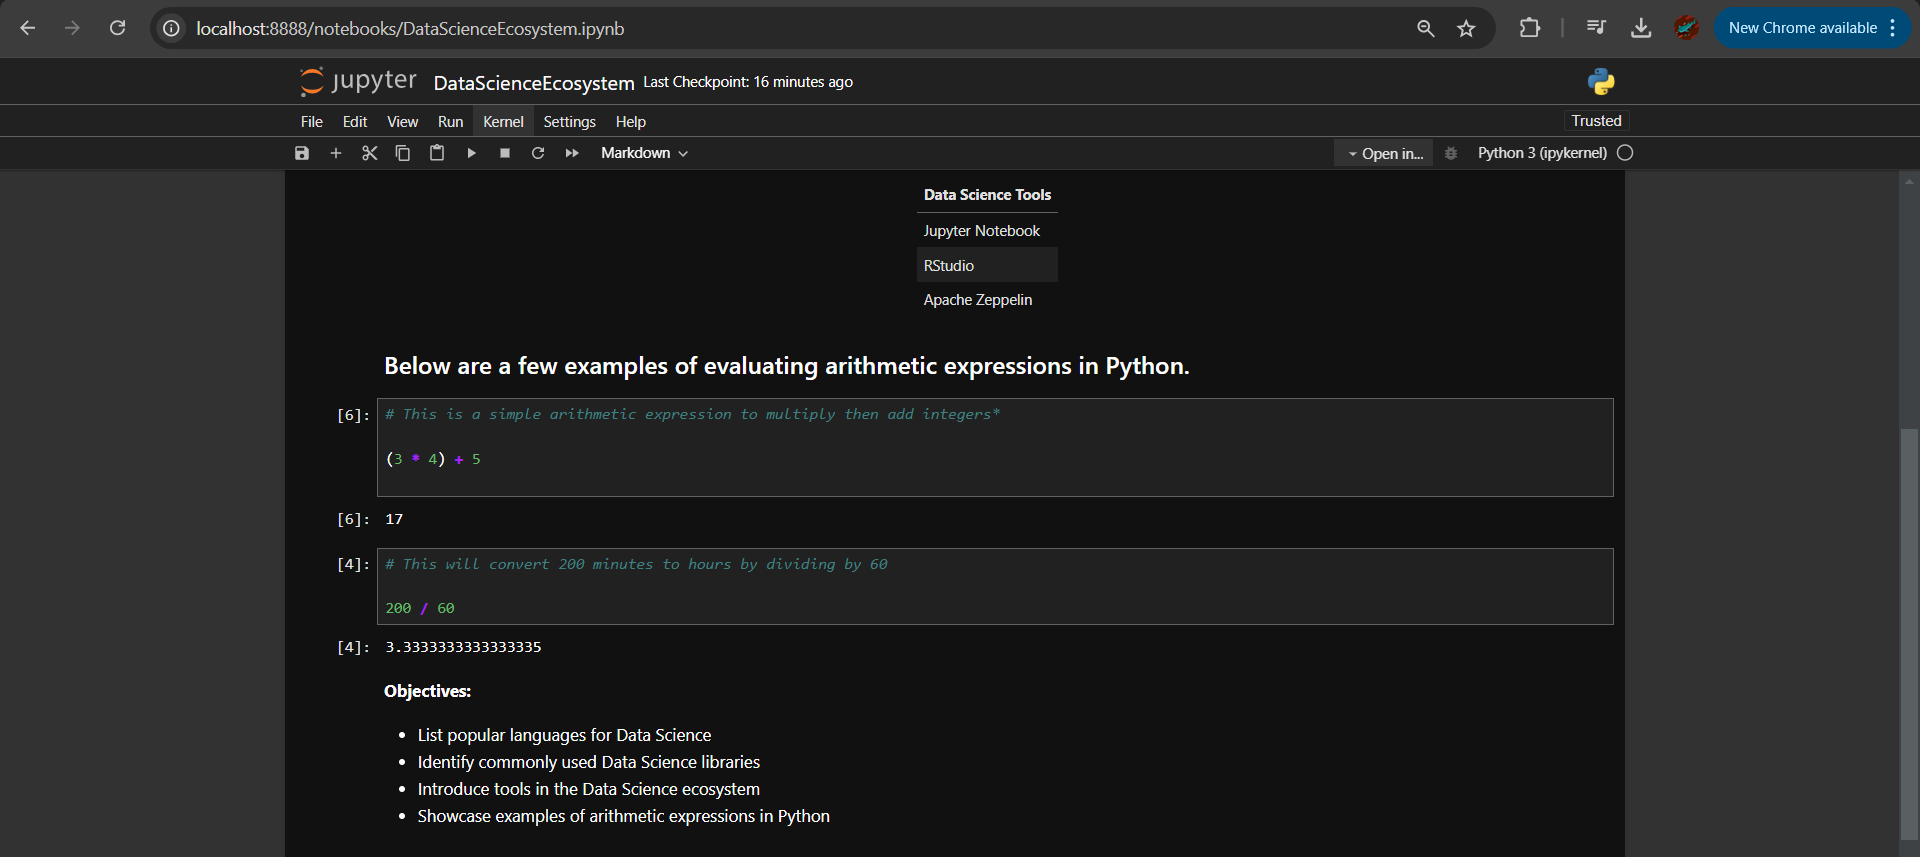 localhost:8888/notebooks/DataScienceEcosystem.ipynb
New Chrome available
jupyter DataScienceEcosystem Last Checkpoint: 16 minutes ago
File Edit View Run Kernel Settings Help
Trusted
Markdown
Open in...
Python 3 (ipykernel)
Data Science Tools
Jupyter Notebook
RStudio
Apache Zeppelin
Below are a few examples of evaluating arithmetic expressions in Python.
[6]: # This is a simple arithmetic expression to multiply then add integers*
(3 * 4) + 5
[6]: 17
[4]: # This will convert 200 minutes to hours by dividing by 60
200 / 60
[4]: 3.3333333333333335
Objectives:
• List popular languages for Data Science
• Identify commonly used Data Science libraries
• Introduce tools in the Data Science ecosystem
• Showcase examples of arithmetic expressions in Python